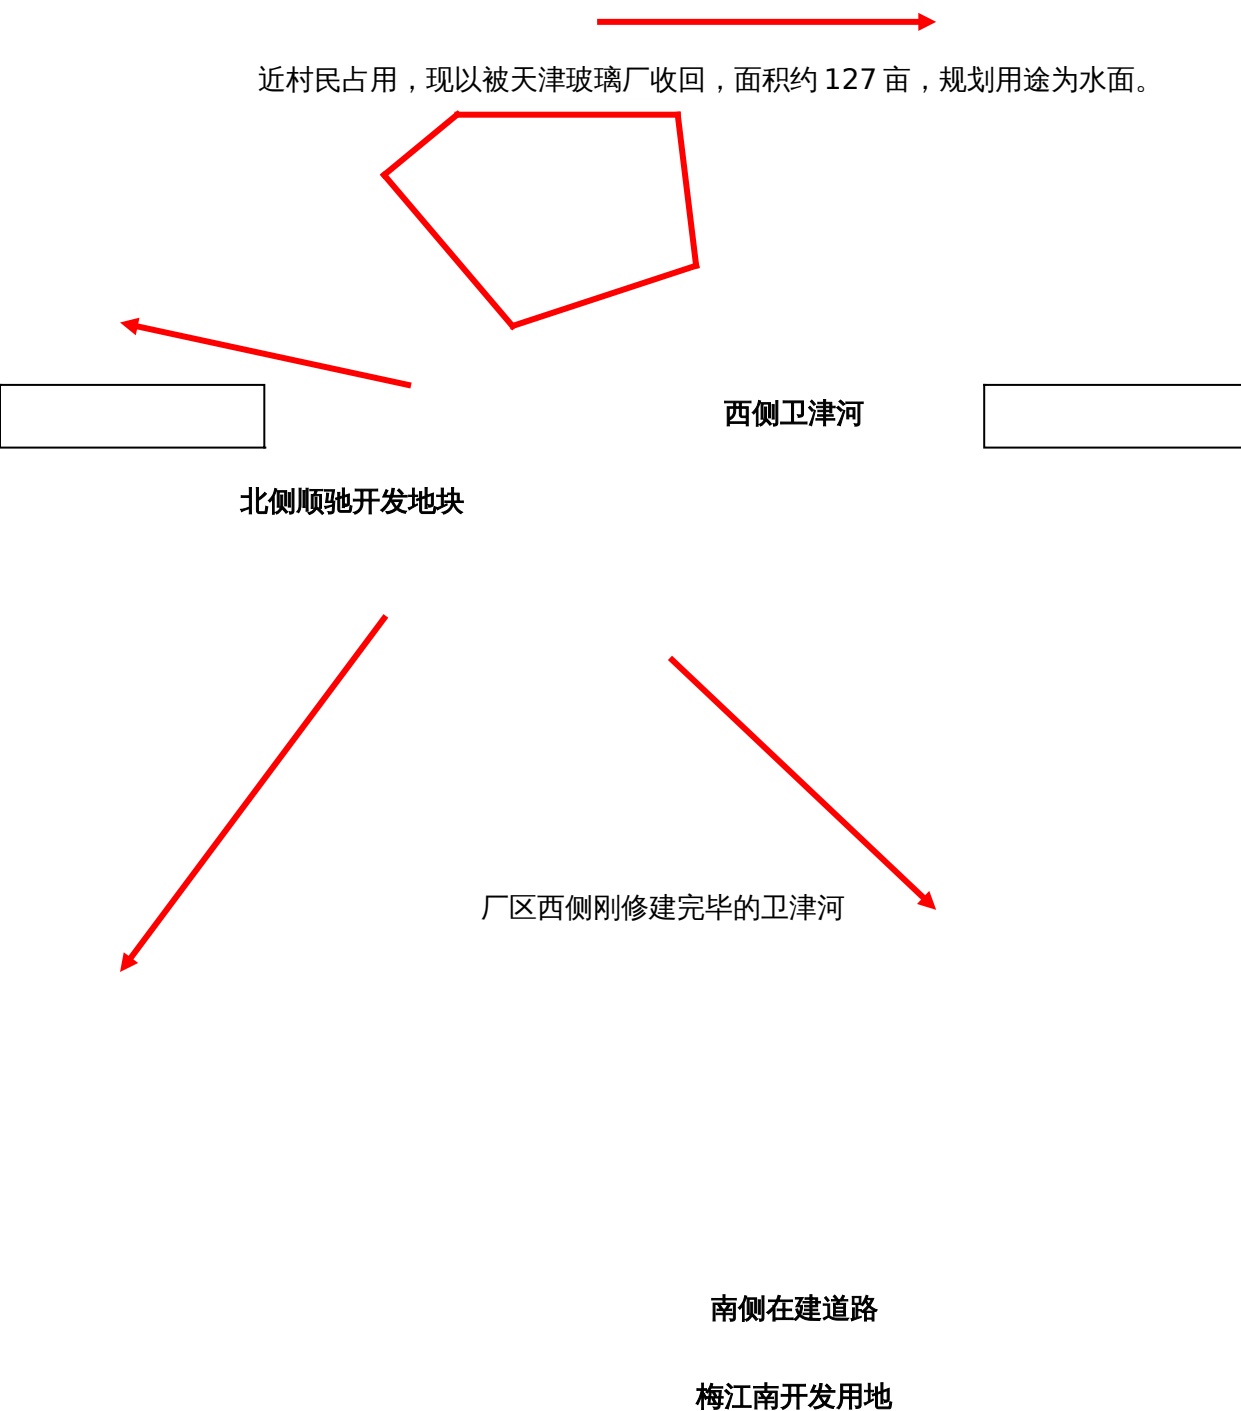 近村民占用，现以被天津玻璃厂收回，面积约 127 亩，规划用途为水面。
西侧卫津河
北侧顺驰开发地块
厂区西侧刚修建完毕的卫津河
南侧在建道路
梅江南开发用地